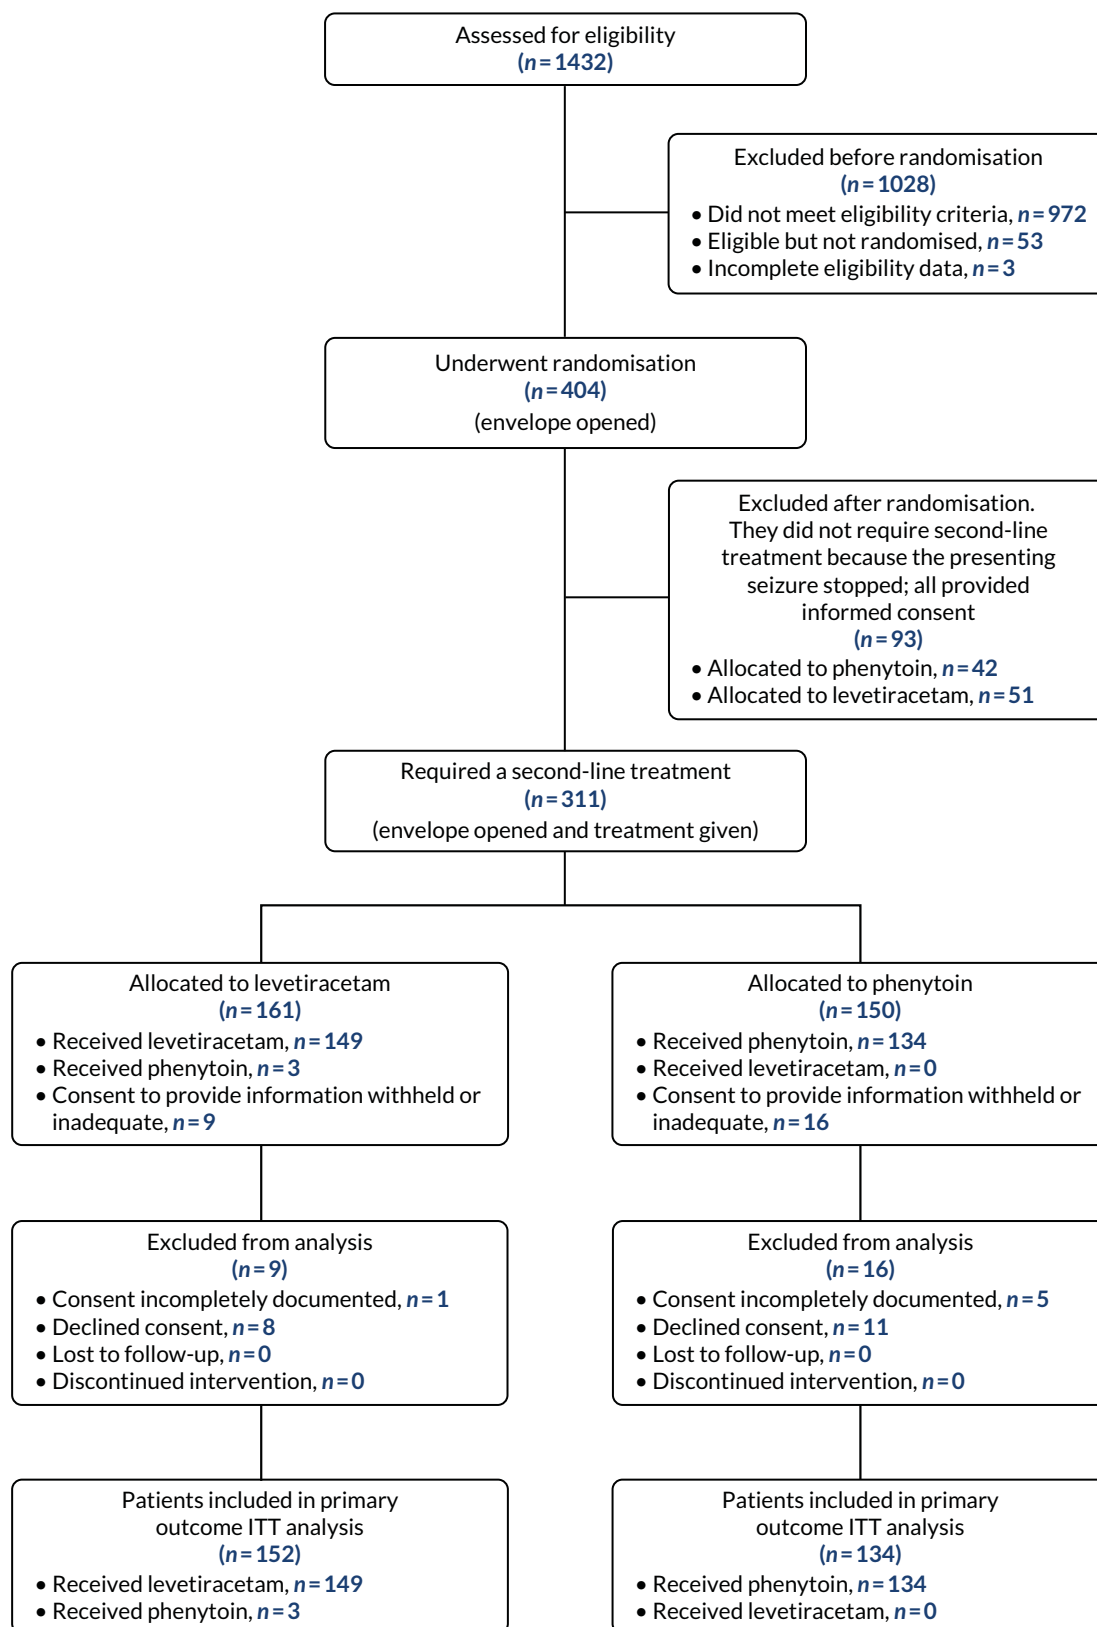 Assessed for eligibility
(n=1432)
Excluded before randomisation
(n=1028)
• Did not meet eligibility criteria, n=972
• Eligible but not randomised, n=53
• Incomplete eligibility data, n=3
Underwent randomisation
(n=404)
(envelope opened)
Excluded after randomisation.
They did not require second-line
treatment because the presenting
seizure stopped; all provided
informed consent
(n=93)
• Allocated to phenytoin, n=42
• Allocated to levetiracetam, n=51
Required a second-line treatment
(n=311)
(envelope opened and treatment given)
Allocated to levetiracetam
(n=161)
• Received levetiracetam, n=149
• Received phenytoin, n=3
• Consent to provide information withheld or
inadequate, n=9
Allocated to phenytoin
(n=150)
• Received phenytoin, n=134
• Received levetiracetam, n=0
• Consent to provide information withheld or
inadequate, n=16
Excluded from analysis
(n=9)
• Consent incompletely documented, n=1
• Declined consent, n=8
• Lost to follow-up, n=0
• Discontinued intervention, n=0
Excluded from analysis
(n=16)
• Consent incompletely documented, n=5
• Declined consent, n=11
• Lost to follow-up, n=0
• Discontinued intervention, n=0
Patients included in primary
outcome ITT analysis
(n=152)
• Received levetiracetam, n=149
• Received phenytoin, n=3
Patients included in primary
outcome ITT analysis
(n=134)
• Received phenytoin, n=134
• Received levetiracetam, n=0